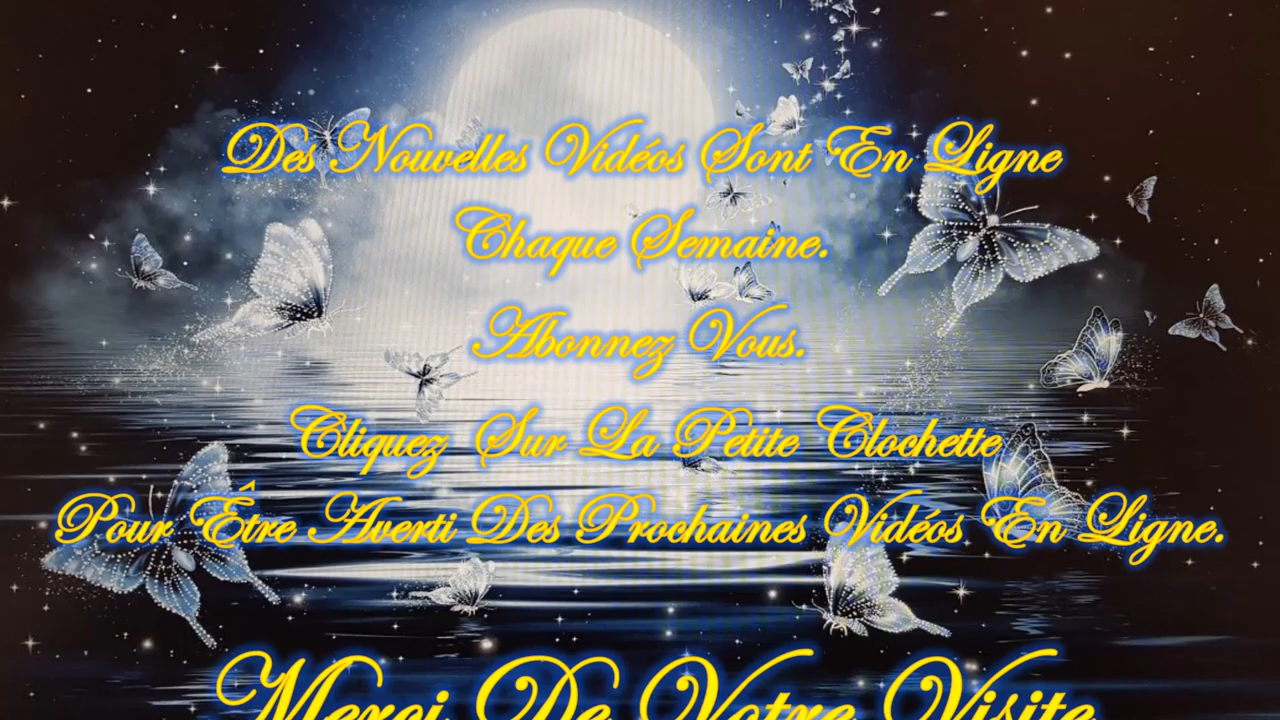 Des Nouvelles Vidéos Sont En Ligne
Chaque Semaine.
Abonnez Vous.
Cliquez Sur La Petite Clochette
Pour Être Averti Des Prochaines Vidéos En Ligne.
Merci De Votre Visite